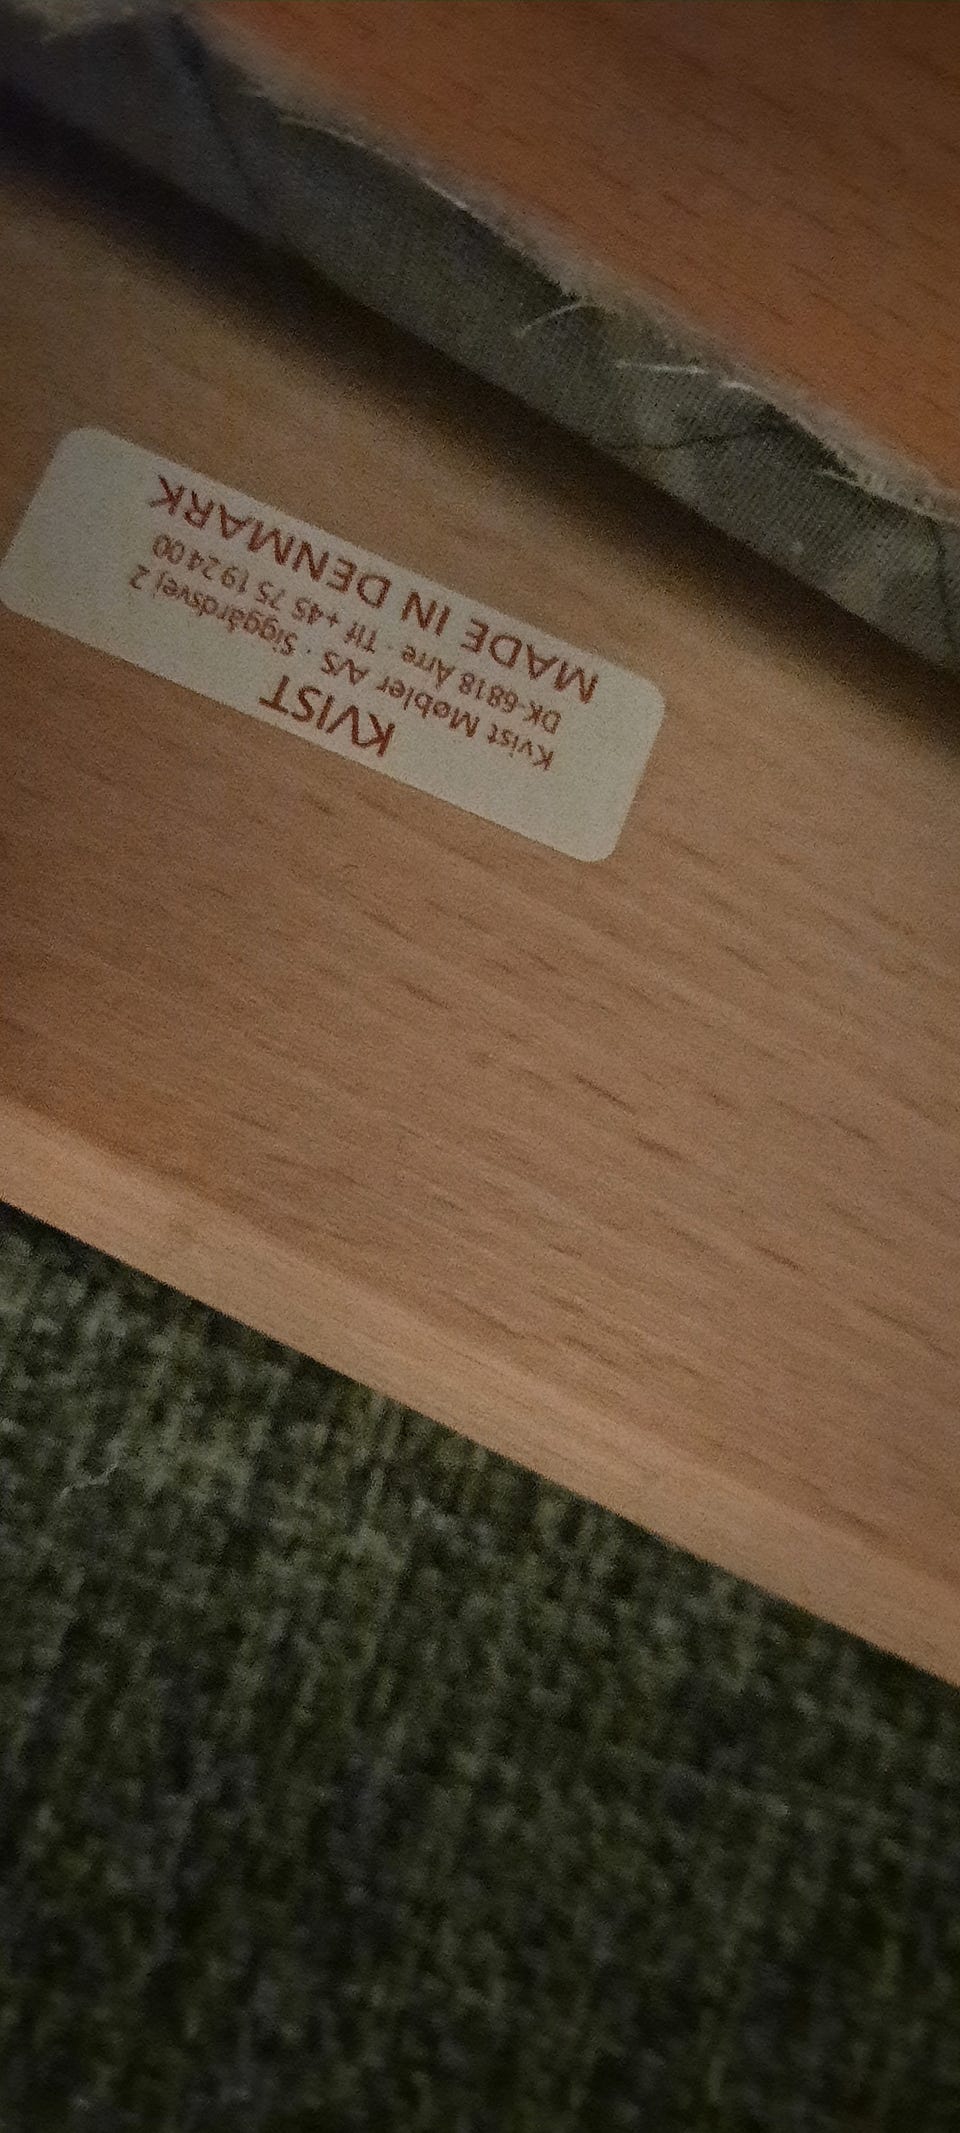 KVIST
Kvist Møbler A/S · Siggårdsvej 2
DK-6818 Årre · Tlf +45 75 19 24 00
MADE IN DENMARK